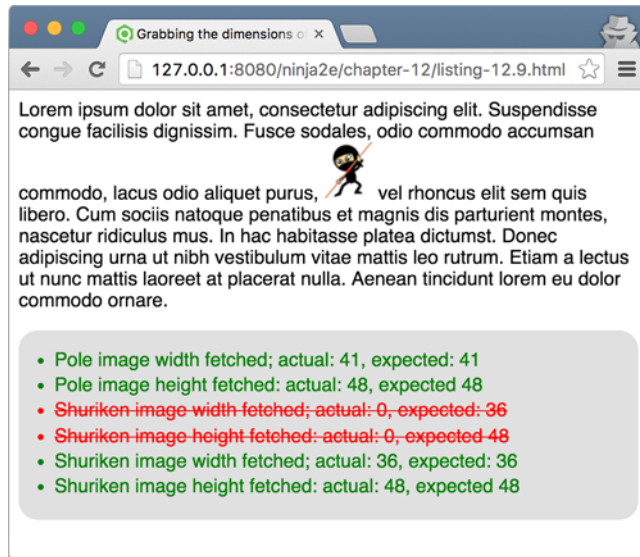 Grabbing the dimensions o
127.0.0.1:8080/ninja2e/chapter-12/listing-12.9.html
Lorem ipsum dolor sit amet, consectetur adipiscing elit. Suspendisse
congue facilisis dignissim. Fusce sodales, odio commodo accumsan
commodo, lacus odio aliquet purus, vel rhoncus elit sem quis
libero. Cum sociis natoque penatibus et magnis dis parturient montes,
nascetur ridiculus mus. In hac habitasse platea dictumst. Donec
adipiscing urna ut nibh vestibulum vitae mattis leo rutrum. Etiam a lectus
ut nunc mattis laoreet at placerat nulla. Aenean tincidunt lorem eu dolor
commodo ornare.
• Pole image width fetched; actual: 41, expected: 41
• Pole image height fetched: actual: 48, expected 48
• Shuriken image width fetched; actual: 0, expected: 36
• Shuriken image height fetched: actual: 0, expected 48
• Shuriken image width fetched; actual: 36, expected: 36
• Shuriken image height fetched: actual: 48, expected 48